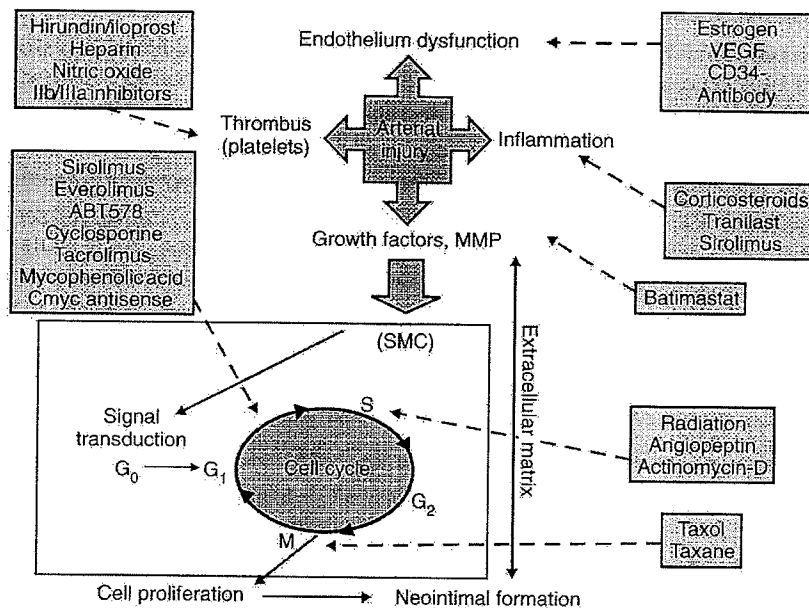 Hirundin/iloprost
Heparin
Nitric oxide
IIb/IIIa inhibitors
Endothelium dysfunction
Estrogen
VEGF
CD34-
Antibody
Thrombus
(platelets)
Arterial
injury
Inflammation
Sirolimus
Everolimus
ABT578
Cyclosporine
Tacrolimus
Mycophenolic acid
Cmyc antisense
Corticosteroids
Tranilast
Sirolimus
Growth factors, MMP
Batimastat
(SMC)
Extracellular matrix
Signal
transduction
G0
G1
S
Cell cycle
G2
M
Radiation
Angiopeptin
Actinomycin-D
Taxol
Taxane
Cell proliferation
Neointimal formation